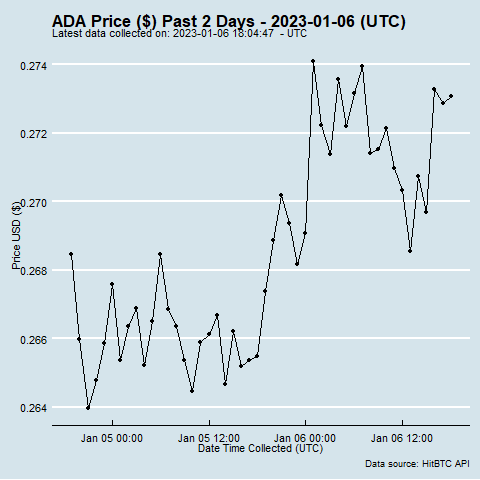 ADA Price ($) Past 2 Days - 2023-01-06 (UTC)
Latest data collected on: 2023-01-06 18:04:47 - UTC
0.274
0.272
0.270
0.268
0.266
0.264
Price USD ($)
Jan 05 00:00 Jan 05 12:00 Jan 06 00:00 Jan 06 12:00
Date Time Collected (UTC)
Data source: HitBTC API